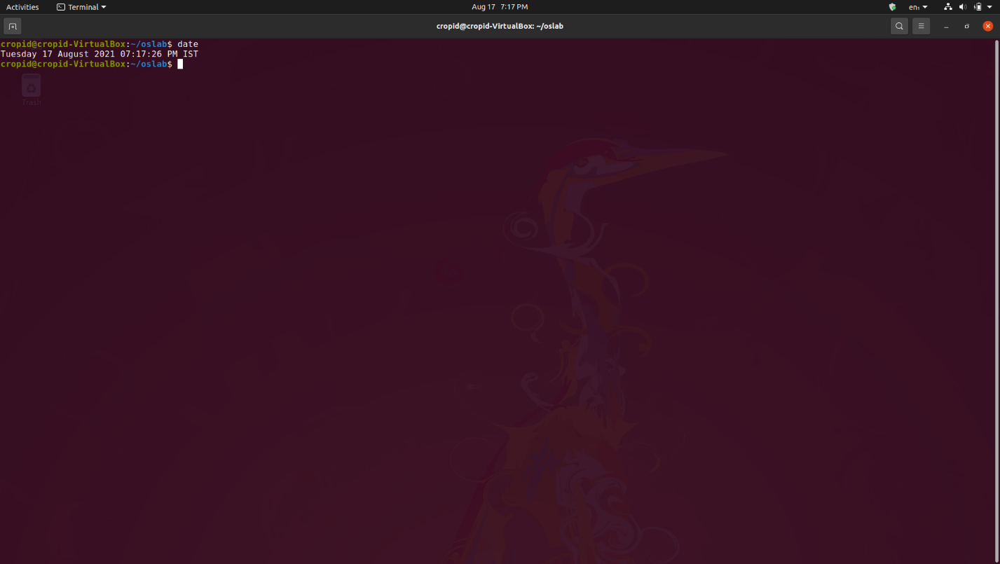 Activities Terminal Aug 17 7:17 PM en₁
cropid@cropid-VirtualBox: ~/oslab
cropid@cropid-VirtualBox:~/oslab$ date
Tuesday 17 August 2021 07:17:26 PM IST
cropid@cropid-VirtualBox:~/oslab$
Trash